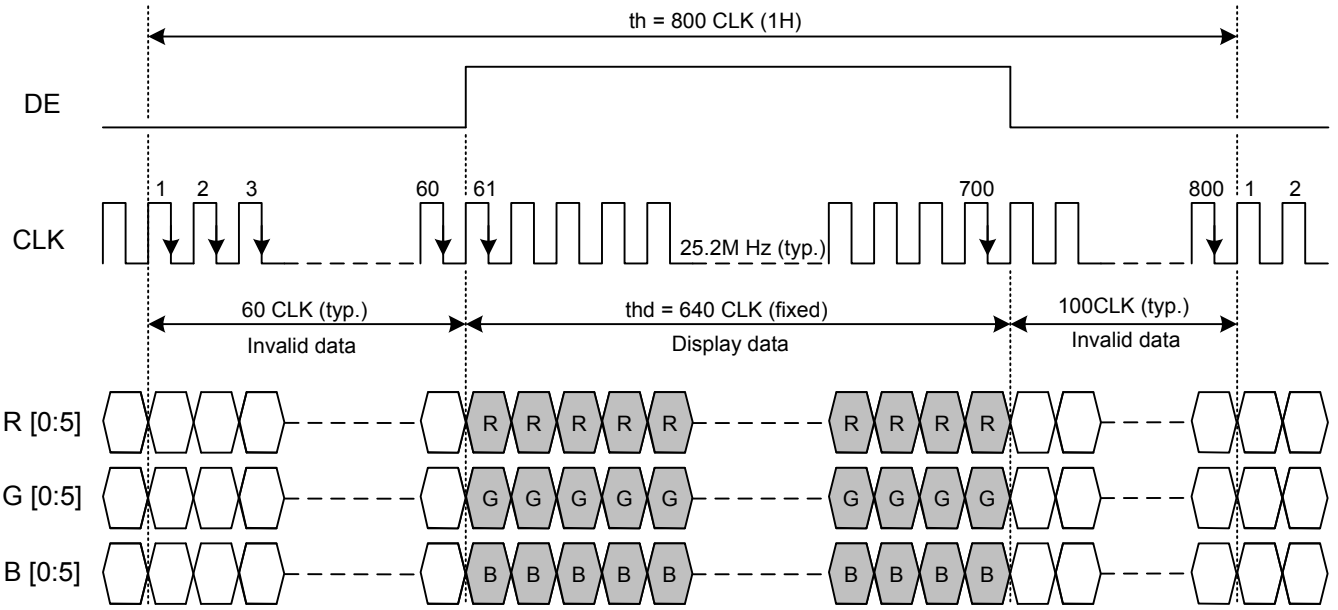 th = 800 CLK (1H)
DE
1 2 3 60 61 700 800 1 2
CLK
25.2M Hz (typ.)
60 CLK (typ.) thd = 640 CLK (fixed) 100CLK (typ.)
Invalid data Display data Invalid data
R [0:5] R R R R R R R R R
G [0:5] G G G G G G G G G
B [0:5] B B B B B B B B B